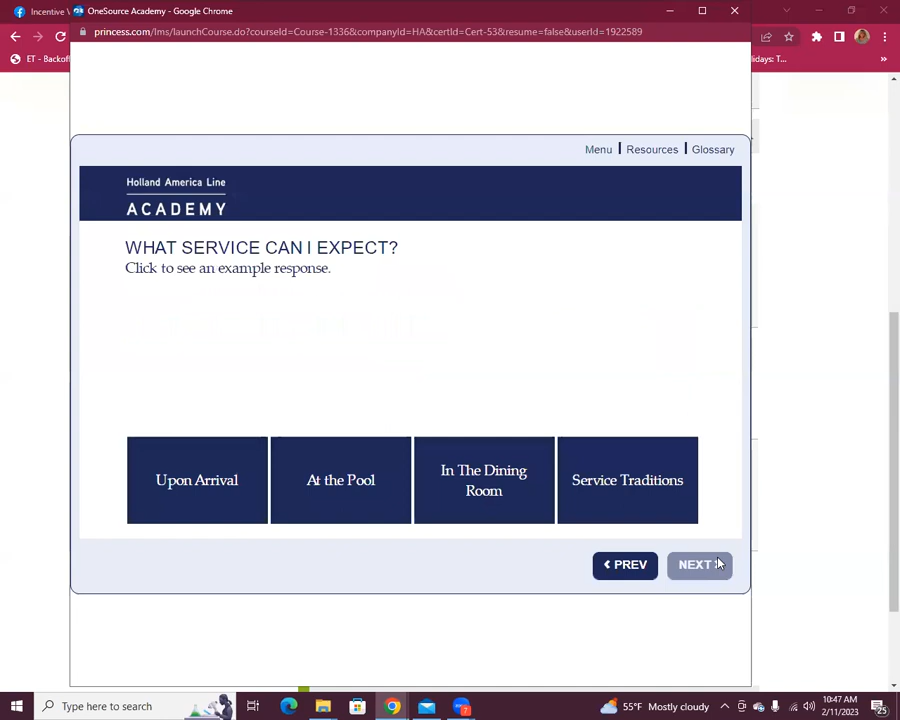 Incentive V
OneSource Academy - Google Chrome
princess.com/lms/launchCourse.do?courseId=Course-1336&companyId=HA&certId=Cert-53&resume=false&userId=1922589
ET - Backoff
lidays: T...
»
Menu | Resources | Glossary
Holland America Line
ACADEMY
WHAT SERVICE CAN I EXPECT?
Click to see an example response.
Upon Arrival
At the Pool
In The Dining
Room
Service Traditions
PREV
NEXT
Type here to search
55°F Mostly cloudy
10:47 AM
2/11/2023
25
7